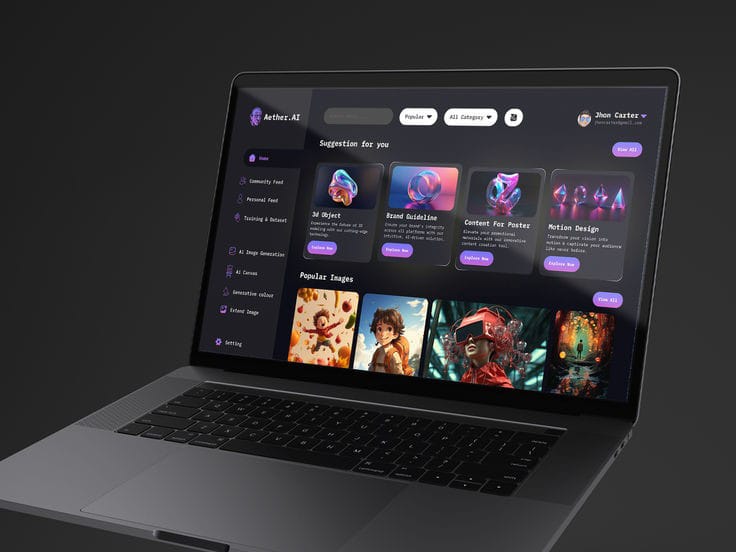 Aether.AI
Popular
All Category
Jhon Carter
jhoncarter@gmail.com
Suggestion for you
View All
Home
Community Feed
Personal Feed
Training & Dataset
AI Image Generation
AI Canvas
Generative colour
Extend Image
Setting
3d Object
Experience the future of 3D
modeling with our cutting-edge
technology.
Explore Now
Brand Guideline
Ensure your brand's integrity
across all platform with our
intuitive, AI-driven solution.
Explore Now
Content For Poster
Elevate your promotional
materials with our innovative
content creation tool.
Explore Now
Motion Design
Transform your vision into
motion & captivate your audience
like never before.
Explore Now
Popular Images
View All